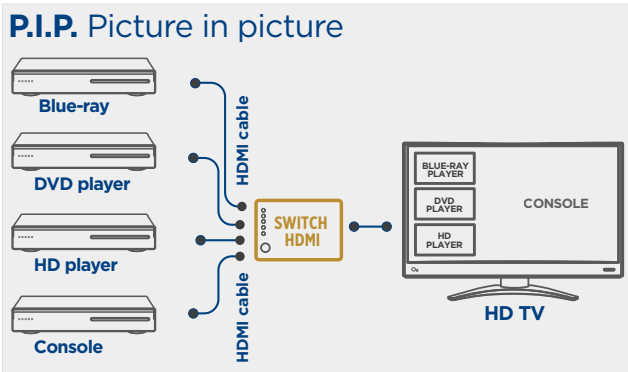 P.I.P. Picture in picture
Blue-ray
DVD player
HD player
Console
HDMI cable
HDMI cable
SWITCH
HDMI
BLUE-RAY
PLAYER
DVD
PLAYER
HD
PLAYER
CONSOLE
HD TV